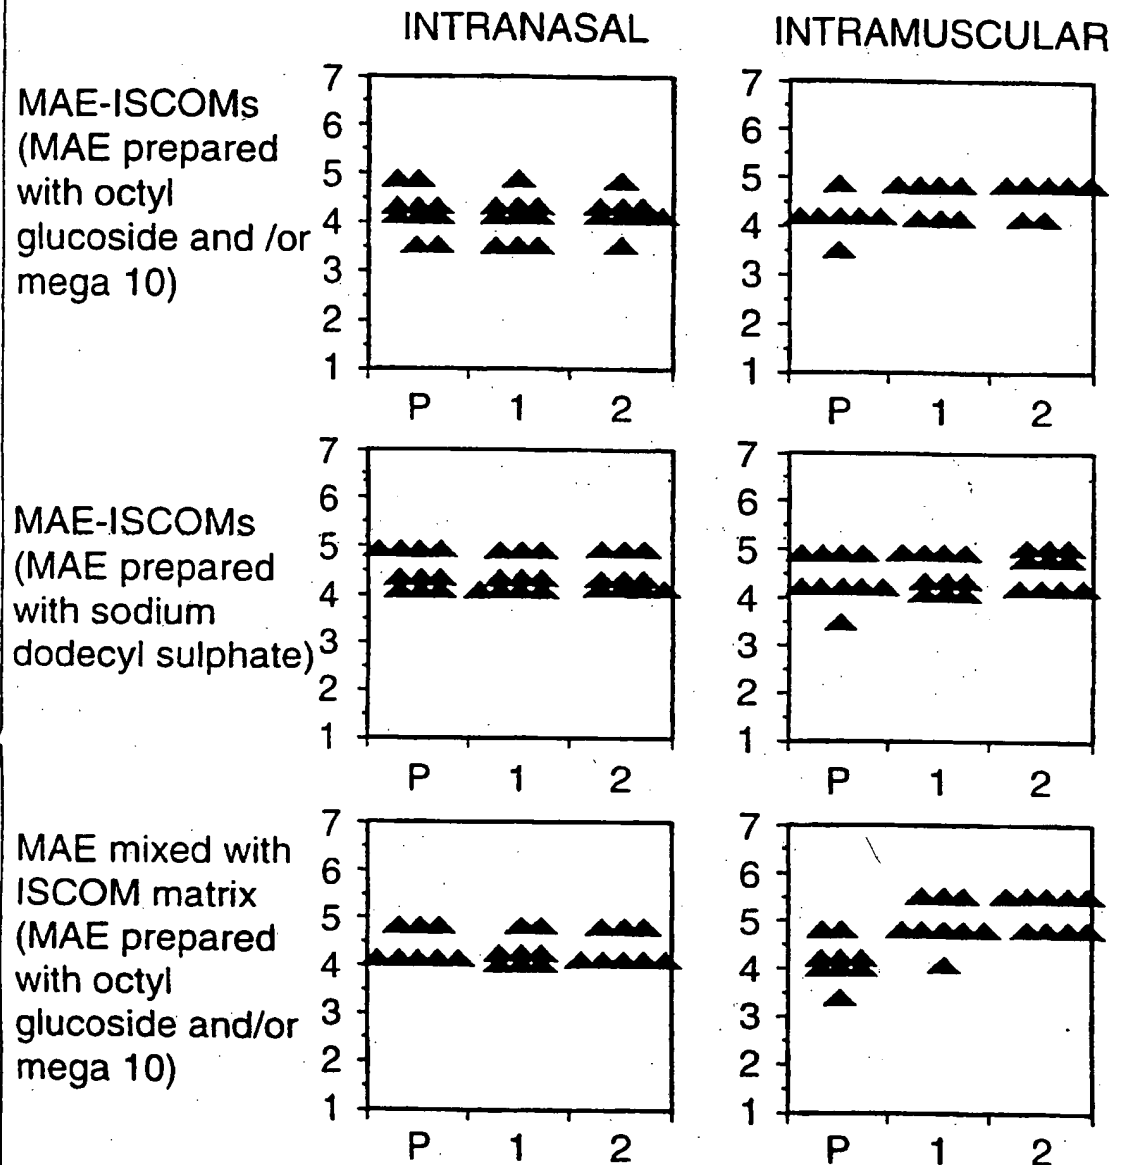 INTRANASAL
INTRAMUSCULAR
MAE-ISCOMs
(MAE prepared
with octyl
glucoside and /or
mega 10)
7
6
5
4
3
2
1
P 1 2
7
6
5
4
3
2
1
P 1 2
MAE-ISCOMs
(MAE prepared
with sodium
dodecyl sulphate)
7
6
5
4
3
2
1
P 1 2
7
6
5
4
3
2
1
P 1 2
MAE mixed with
ISCOM matrix
(MAE prepared
with octyl
glucoside and/or
mega 10)
7
6
5
4
3
2
1
P 1 2
7
6
5
4
3
2
1
P 1 2